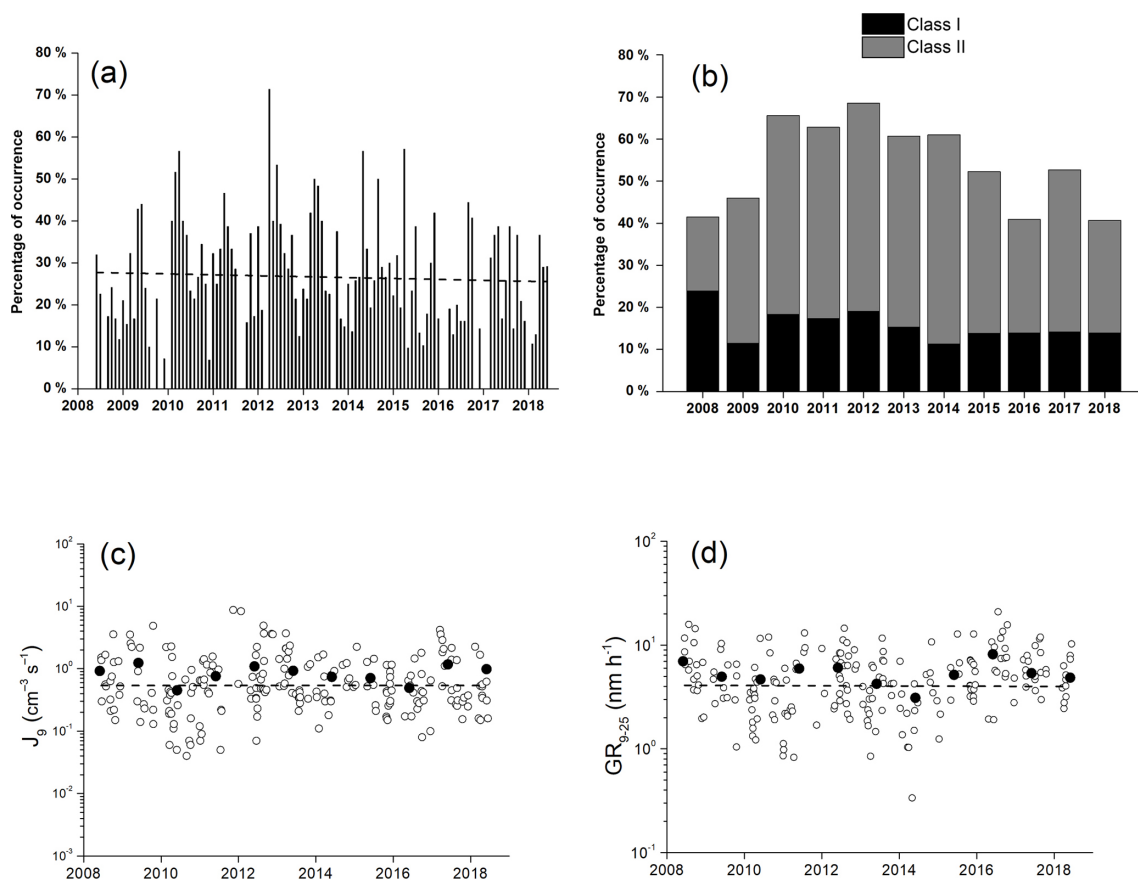 Class I
Class II
(a)
80 %
70 %
60 %
50 %
40 %
30 %
20 %
10 %
0 %
Percentage of occurrence
2008 2009 2010 2011 2012 2013 2014 2015 2016 2017 2018
(b)
80 %
70 %
60 %
50 %
40 %
30 %
20 %
10 %
0 %
Percentage of occurrence
2008 2009 2010 2011 2012 2013 2014 2015 2016 2017 2018
(c)
10²
10¹
10⁰
10⁻¹
10⁻²
10⁻³
J₉ (cm⁻³ s⁻¹)
2008 2010 2012 2014 2016 2018
(d)
10²
10¹
10⁰
10⁻¹
GR₉₋₂₅ (nm h⁻¹)
2008 2010 2012 2014 2016 2018